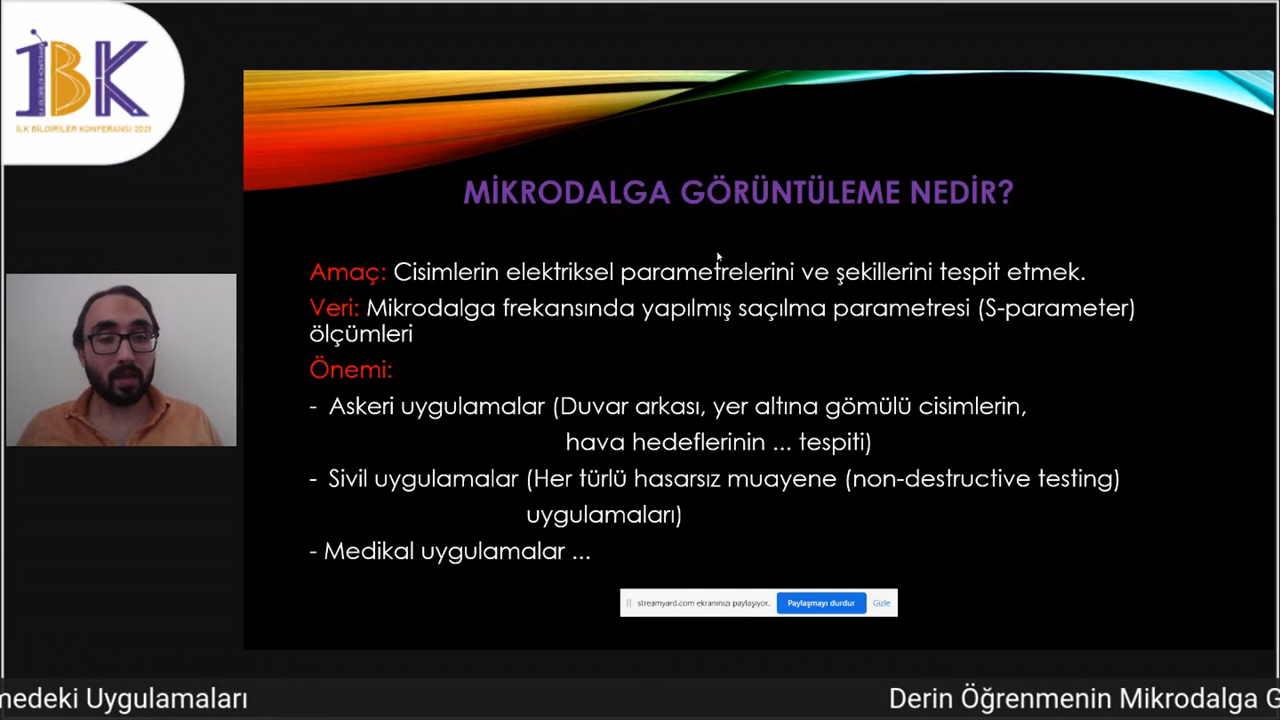 İBK
İLK BİLDİRİLER KONFERANSI 2021
MİKRODALGA GÖRÜNTÜLEME NEDİR?
Amaç: Cisimlerin elektriksel parametrelerini ve şekillerini tespit etmek.
Veri: Mikrodalga frekansında yapılmış saçılma parametresi (S-parameter)
ölçümleri
Önemi:
- Askeri uygulamalar (Duvar arkası, yer altına gömülü cisimlerin,
hava hedeflerinin ... tespiti)
- Sivil uygulamalar (Her türlü hasarsız muayene (non-destructive testing)
uygulamaları)
- Medikal uygulamalar ...
streamyard.com ekranınızı paylaşıyor. Paylaşmayı durdur Gizle
medeki Uygulamaları Derin Öğrenmenin Mikrodalga G